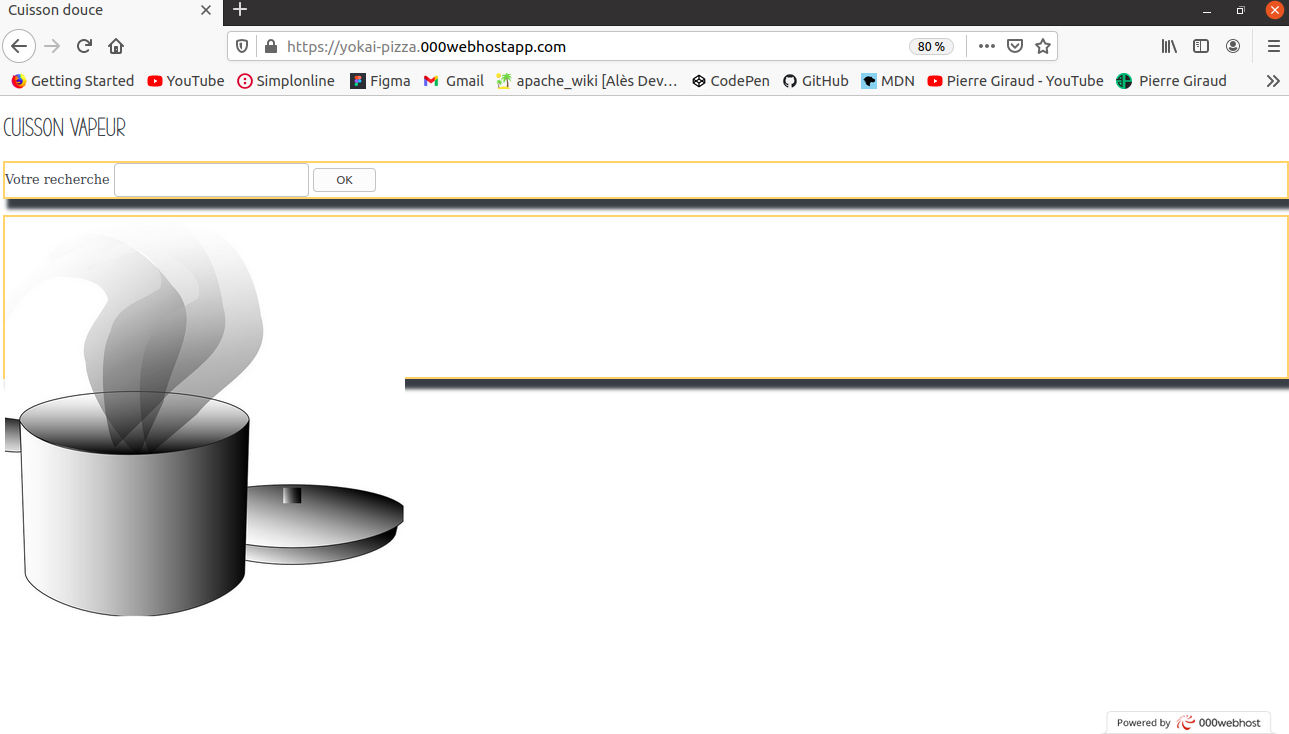 Cuisson douce
https://yokai-pizza.000webhostapp.com 80 %
Getting Started YouTube Simplonline Figma Gmail apache_wiki [Alès Dev… CodePen GitHub MDN Pierre Giraud - YouTube Pierre Giraud
CUISSON VAPEUR
Votre recherche OK
Powered by 000webhost